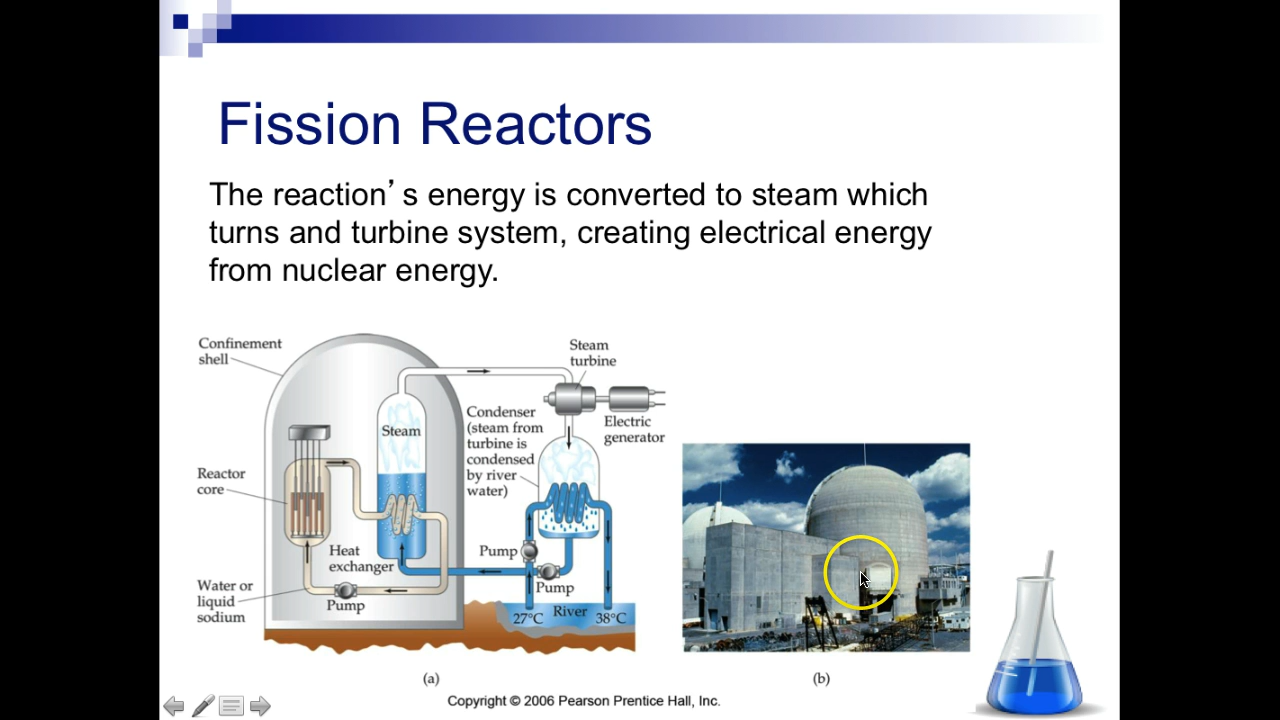 Fission Reactors
The reaction’s energy is converted to steam which
turns and turbine system, creating electrical energy
from nuclear energy.
Confinement
shell
Steam
turbine
Condenser
(steam from
turbine is
condensed
by river
water)
Electric
generator
Steam
Reactor
core
Heat
exchanger
Pump
Pump
Water or
liquid
sodium
Pump
27°C
River
38°C
(a)
(b)
Copyright © 2006 Pearson Prentice Hall, Inc.